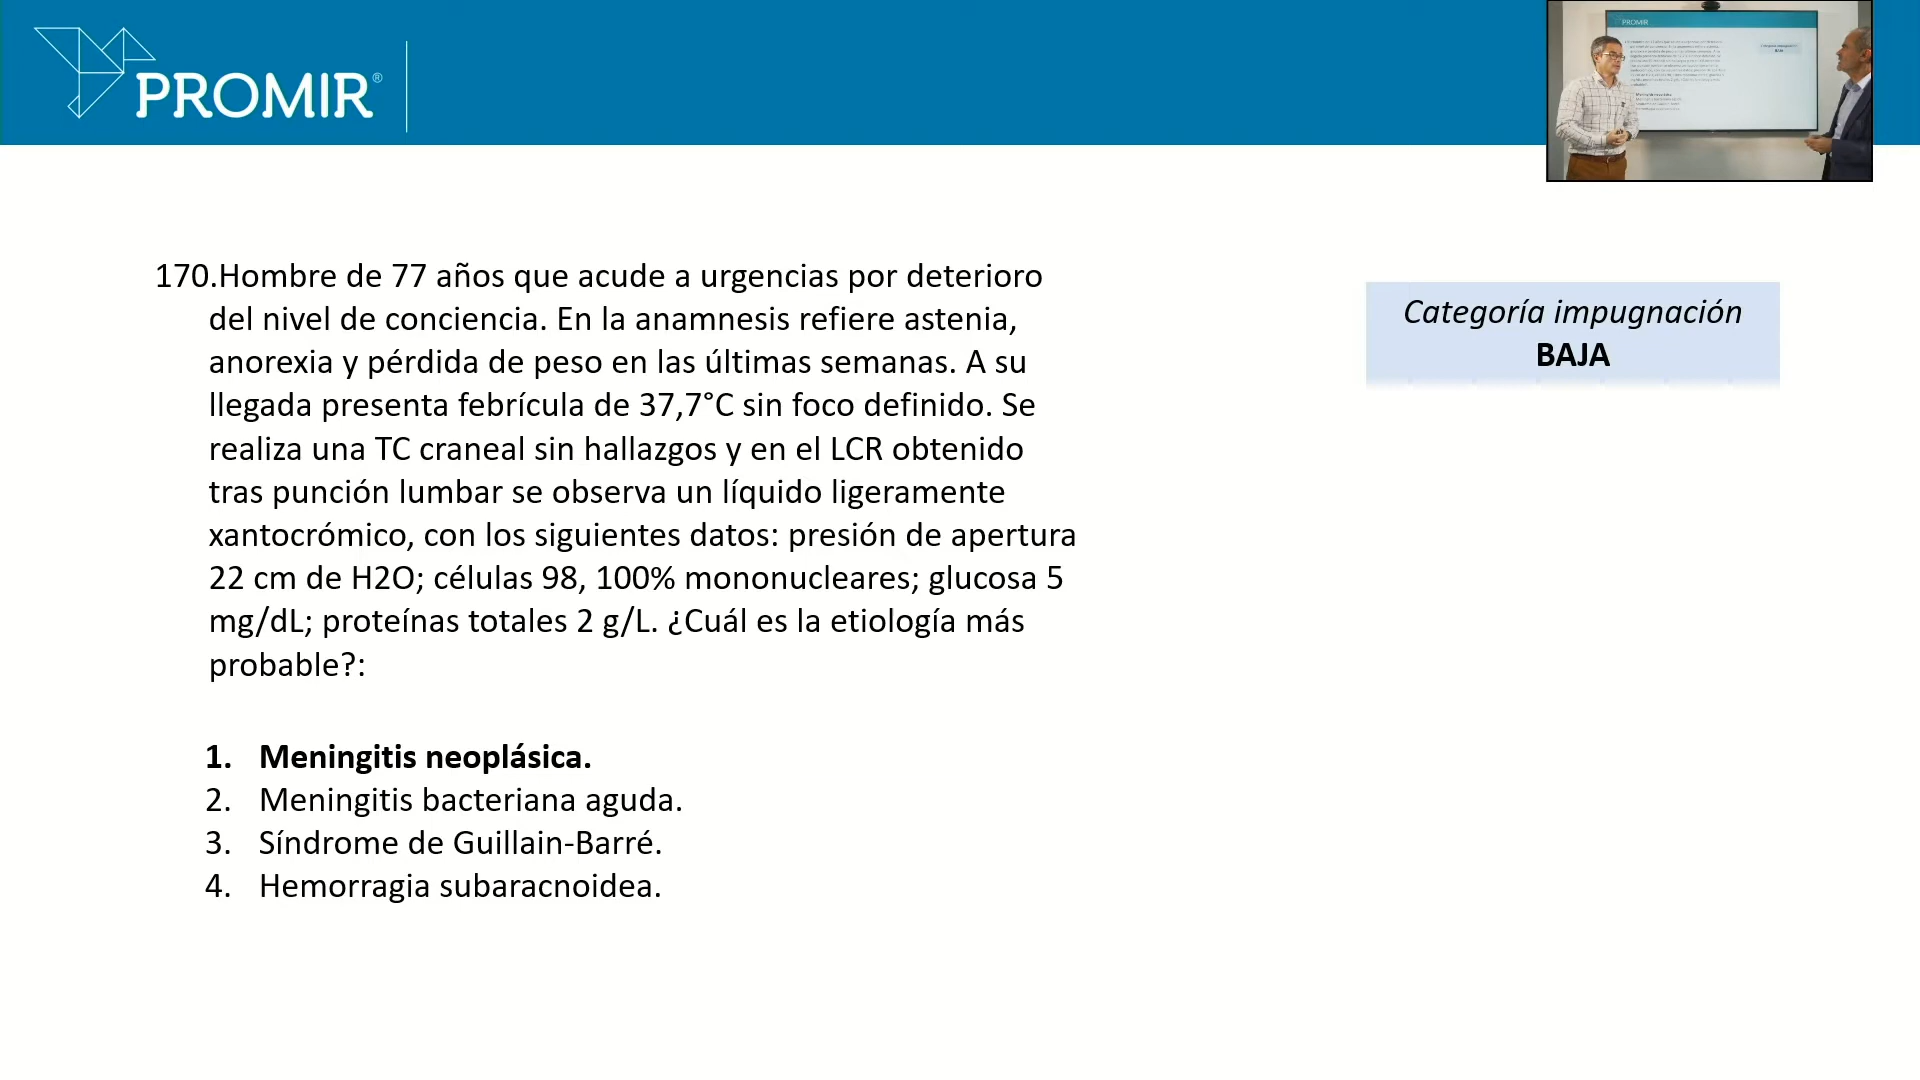 PROMIR®
PROMIR
170.Hombre de 77 años que acude a urgencias por deterioro
del nivel de conciencia. En la anamnesis refiere astenia,
anorexia y pérdida de peso en las últimas semanas. A su
llegada presenta febrícula de 37,7°C sin foco definido. Se
realiza una TC craneal sin hallazgos y en el LCR obtenido
tras punción lumbar se observa un líquido ligeramente
xantocrómico, con los siguientes datos: presión de apertura
22 cm de H2O; células 98, 100% mononucleares; glucosa 5
mg/dL; proteínas totales 2 g/L. ¿Cuál es la etiología más
probable?:
Categoría impugnación
BAJA
1. Meningitis neoplásica.
2. Meningitis bacteriana aguda.
3. Síndrome de Guillain-Barré.
4. Hemorragia subaracnoidea.